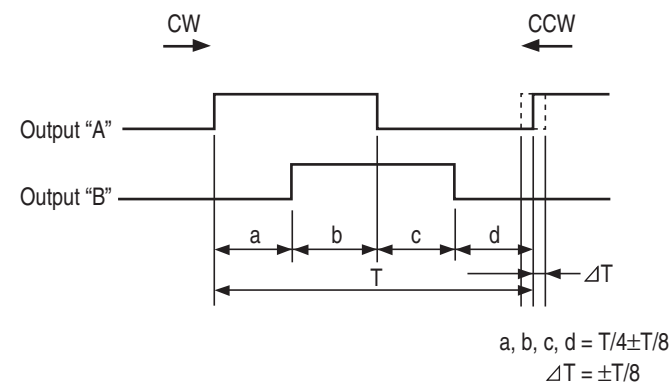 CW
CCW
Output “A”
Output “B”
a b c d
T
⊿T
a, b, c, d = T/4±T/8
⊿T = ±T/8